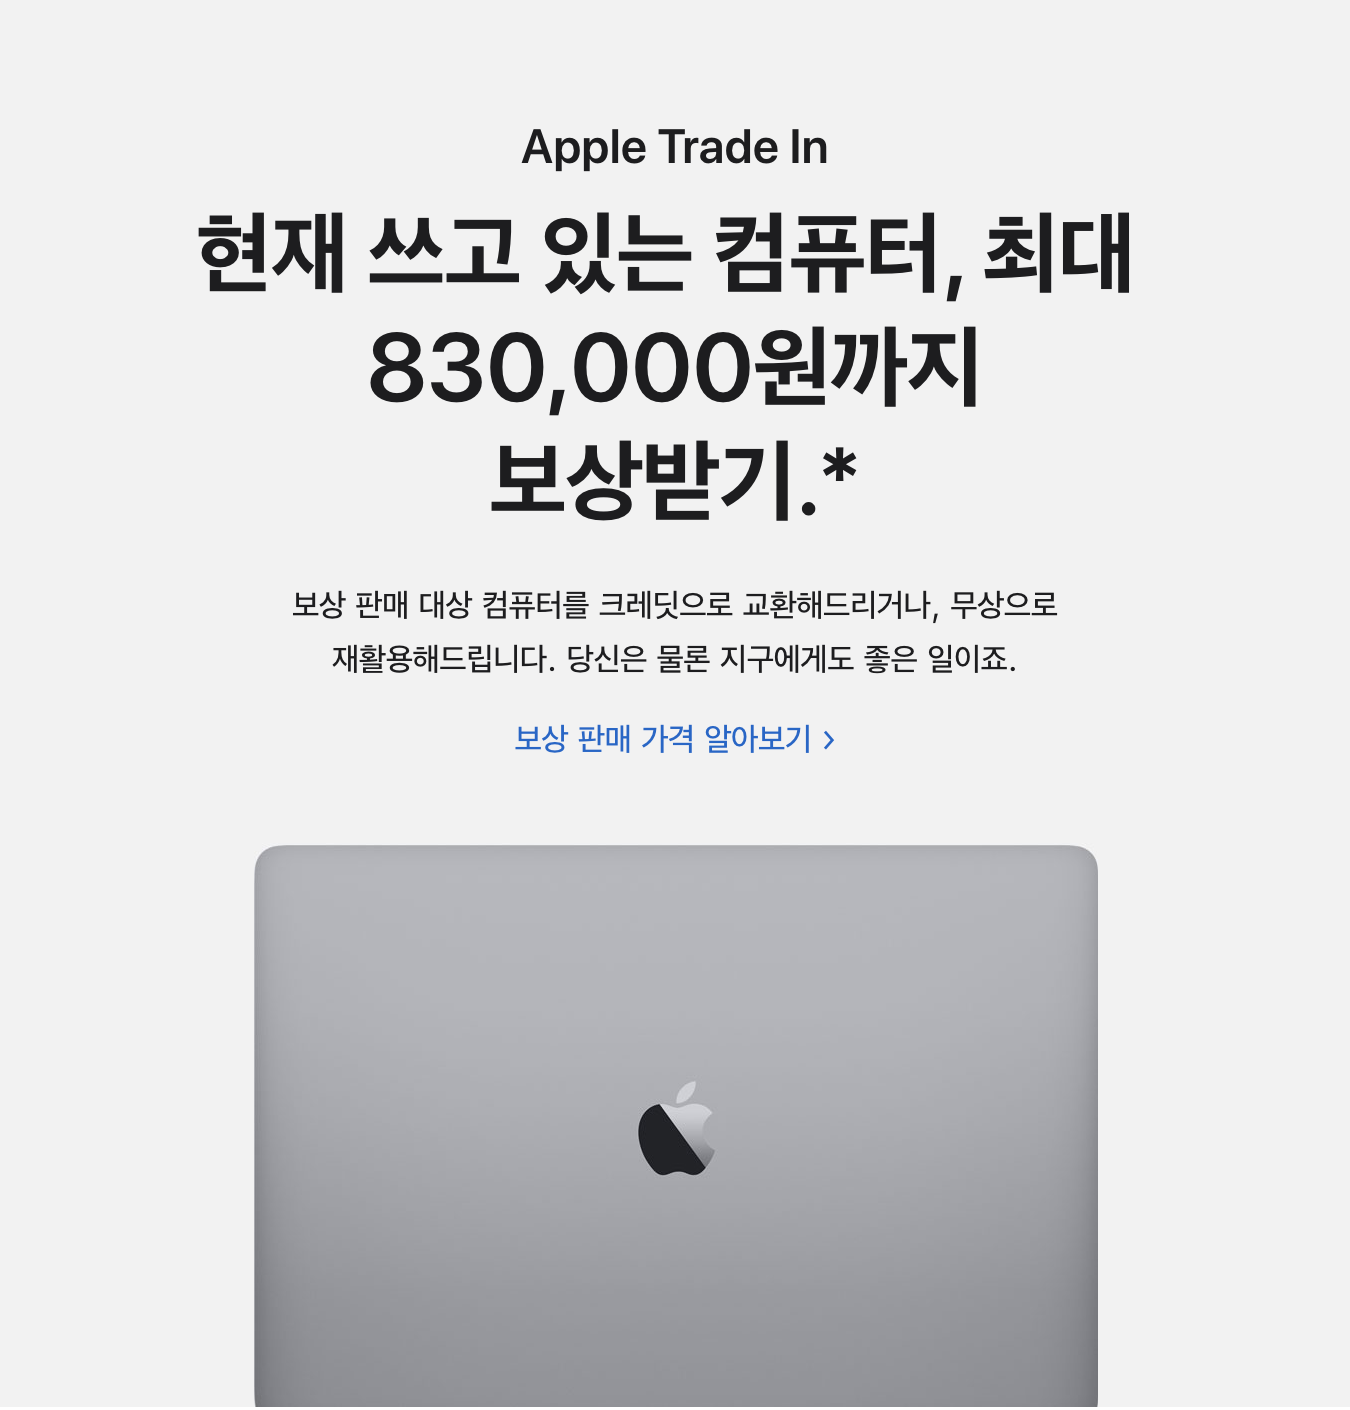 Apple Trade In
현재 쓰고 있는 컴퓨터, 최대
830,000원까지
보상받기.*
보상 판매 대상 컴퓨터를 크레딧으로 교환해드리거나, 무상으로
재활용해드립니다. 당신은 물론 지구에게도 좋은 일이죠.
보상 판매 가격 알아보기 >